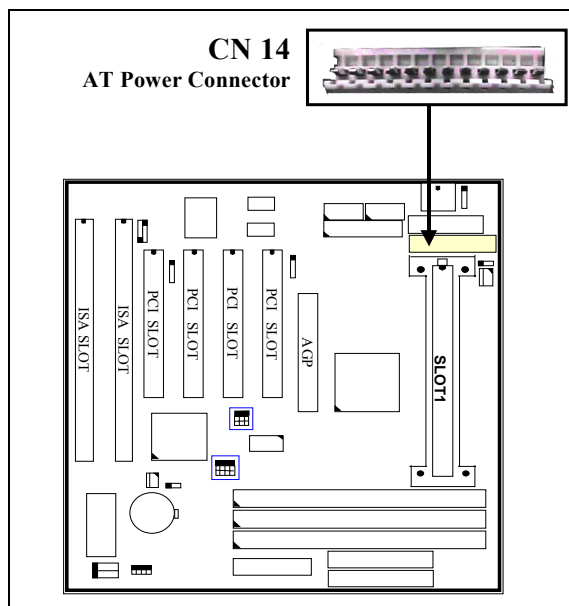 CN 14
AT Power Connector
ISA SLOT
ISA SLOT
PCI SLOT
PCI SLOT
PCI SLOT
PCI SLOT
AGP
SLOT1